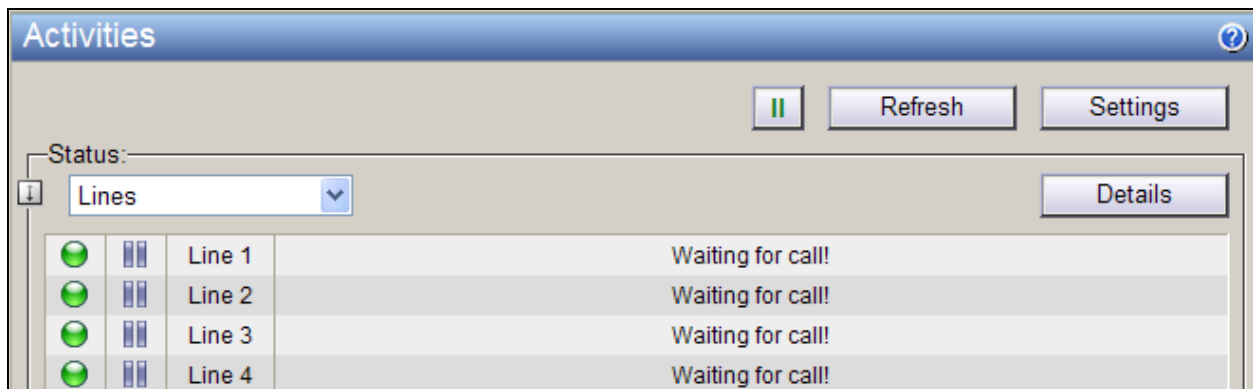 Activities
Refresh Settings
Status:
Lines
Details
Line 1 Waiting for call!
Line 2 Waiting for call!
Line 3 Waiting for call!
Line 4 Waiting for call!